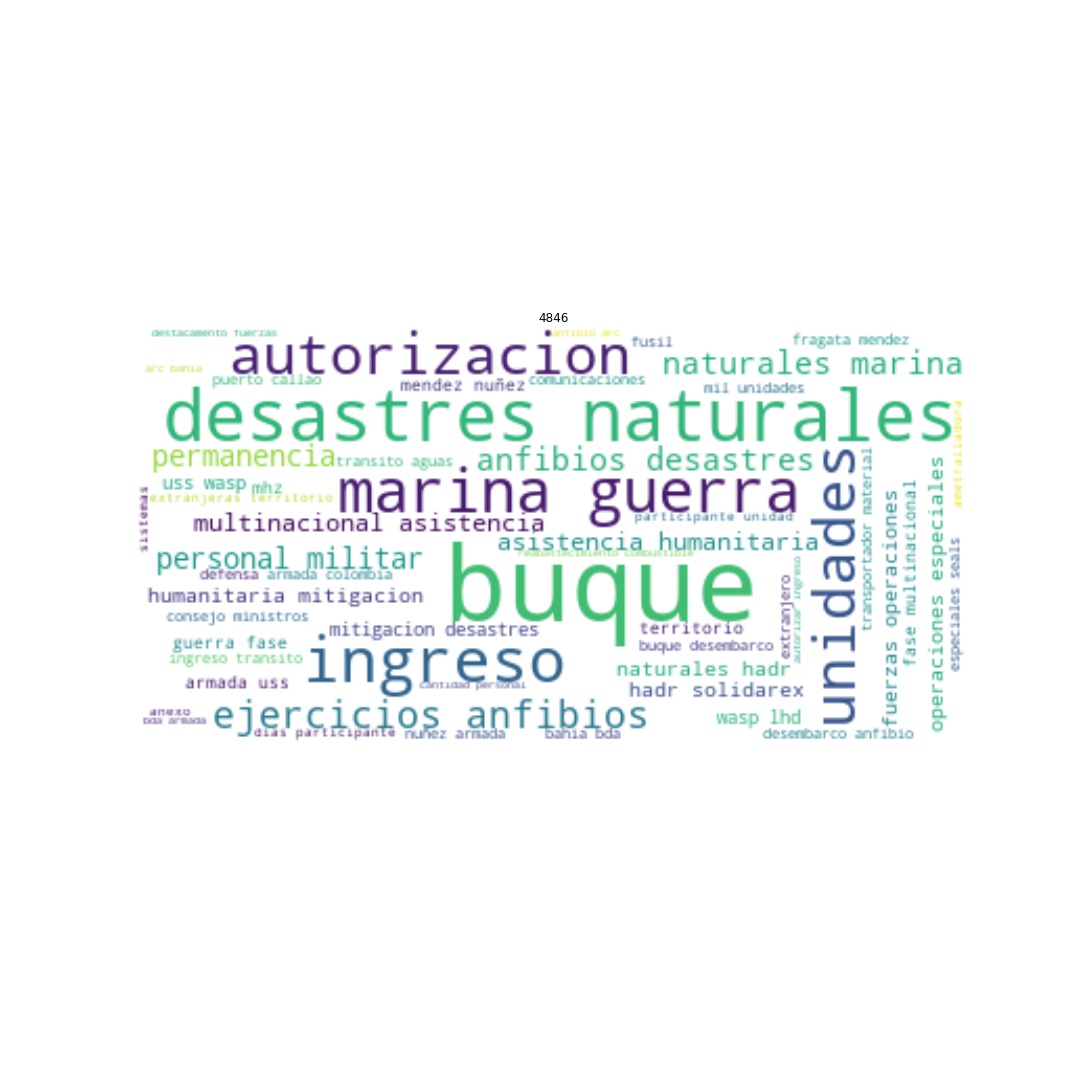 4846
destacamento fuerzas
anfibio arc
autorizacion
fusil
fragata mendez
arc bahia
naturales marina
puerto callao
mendez nuñez
comunicaciones
mil unidades
desastres naturales
ametralladora
permanencia
transito aguas
anfibios desastres
uss wasp
mhz
extranjeras territorio
marina guerra
sistemas
multinacional asistencia
participante unidad
asistencia humanitaria
reabastecimiento combustible
personal militar
defensa
armada colombia
buque
unidades
transportador material
fuerzas operaciones
fase multinacional
operaciones especiales
especiales seals
humanitaria mitigacion
extranjero
autorizar ingreso
consejo ministros
mitigacion desastres
territorio
guerra fase
ingreso
buque desembarco
ingreso transito
naturales hadr
armada uss
cantidad personal
hadr solidarex
anexo
bda armada
ejercicios anfibios
wasp lhd
dias participante
nuñez armada
bahia bda
desembarco anfibio